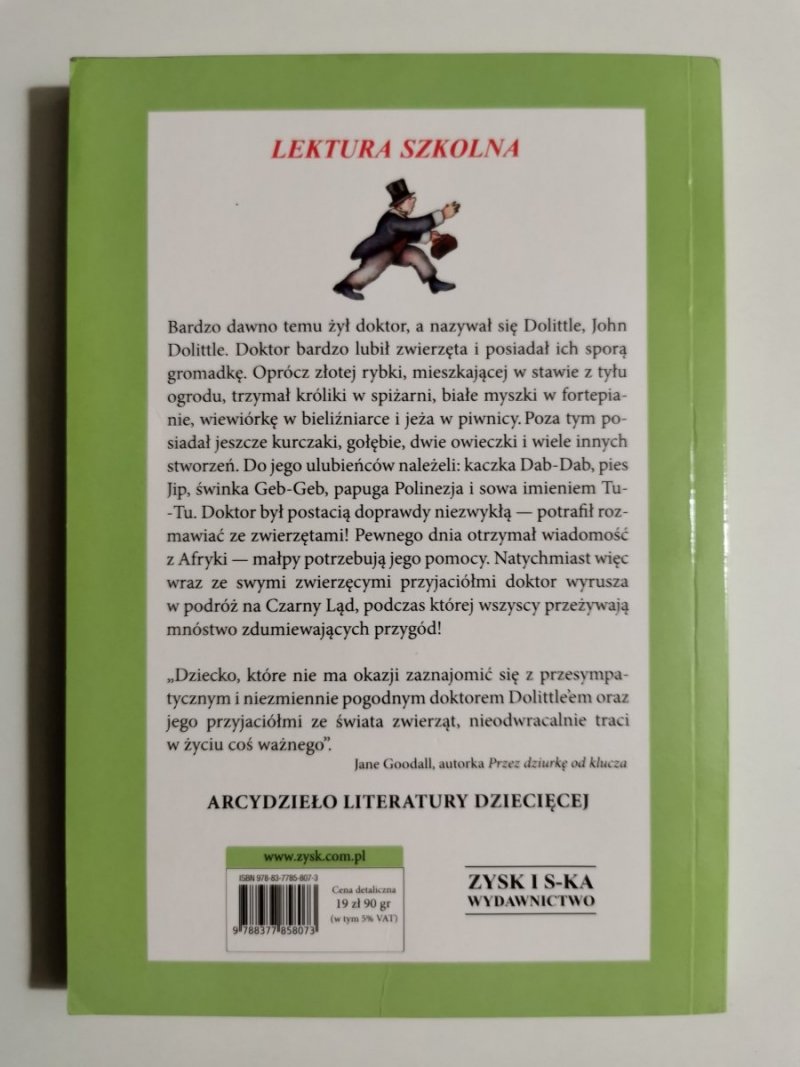 LEKTURA SZKOLNA
Bardzo dawno temu żył doktor, a nazywał się Dolittle, John
Dolittle. Doktor bardzo lubił zwierzęta i posiadał ich sporą
gromadkę. Oprócz złotej rybki, mieszkającej w stawie z tyłu
ogrodu, trzymał króliki w spiżarni, białe myszki w fortepia-
nie, wiewiórkę w bieliźniarce i jeża w piwnicy. Poza tym po-
siadał jeszcze kurczaki, gołębie, dwie owieczki i wiele innych
stworzeń. Do jego ulubieńców należeli: kaczka Dab-Dab, pies
Jip, świnka Geb-Geb, papuga Polinezja i sowa imieniem Tu-
-Tu. Doktor był postacią doprawdy niezwykłą — potrafił roz-
mawiać ze zwierzętami! Pewnego dnia otrzymał wiadomość
z Afryki — małpy potrzebują jego pomocy. Natychmiast więc
wraz ze swymi zwierzęcymi przyjaciółmi doktor wyrusza
w podróż na Czarny Ląd, podczas której wszyscy przeżywają
mnóstwo zdumiewających przygód!
„Dziecko, które nie ma okazji zaznajomić się z przesympa-
tycznym i niezmiennie pogodnym doktorem Dolittle'em oraz
jego przyjaciółmi ze świata zwierząt, nieodwracalnie traci
w życiu coś ważnego”.
Jane Goodall, autorka Przez dziurkę od klucza
ARCYDZIEŁO LITERATURY DZIECIĘCEJ
www.zysk.com.pl
ISBN 978-83-7785-807-3
Cena detaliczna
19 zł 90 gr
(w tym 5% VAT)
9 788377 858073
ZYSK I S-KA
WYDAWNICTWO